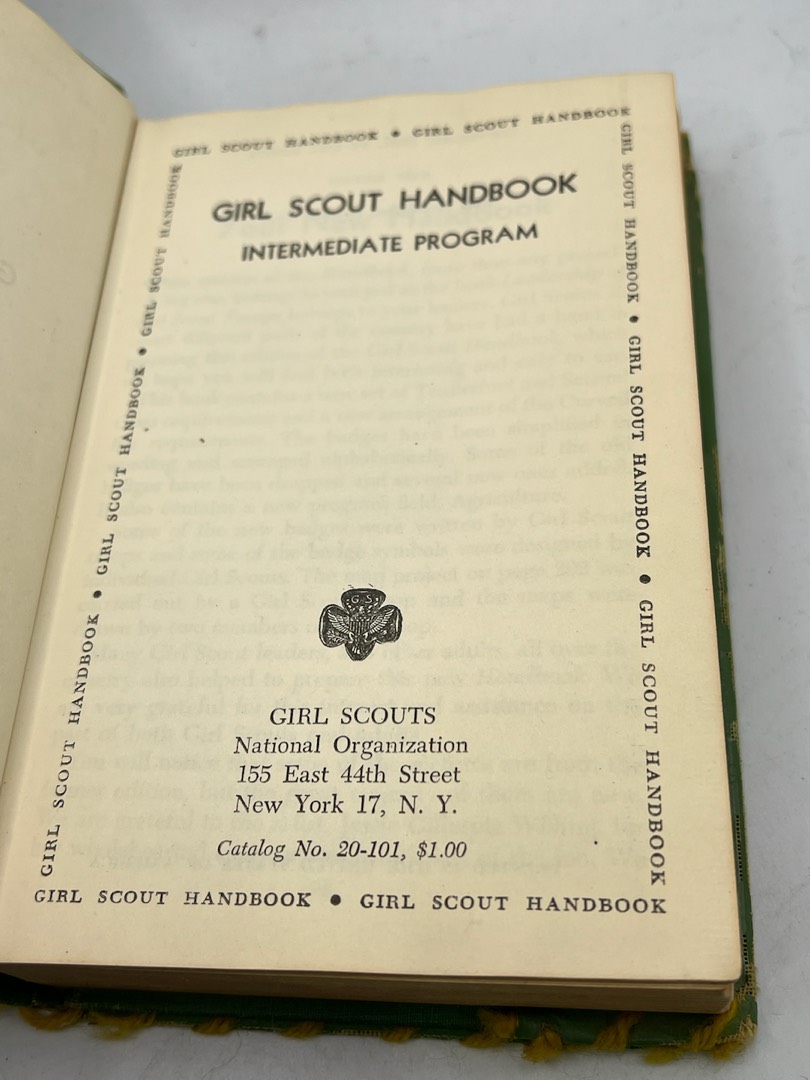 GIRL SCOUT HANDBOOK • GIRL SCOUT HANDBOOK
GIRL SCOUT HANDBOOK • GIRL SCOUT HANDBOOK • GIRL SCOUT HANDBOOK
GIRL SCOUT HANDBOOK • GIRL SCOUT HANDBOOK • GIRL SCOUT HANDBOOK
GIRL SCOUT HANDBOOK
INTERMEDIATE PROGRAM
G S
GIRL SCOUTS
National Organization
155 East 44th Street
New York 17, N. Y.
Catalog No. 20-101, $1.00
GIRL SCOUT HANDBOOK • GIRL SCOUT HANDBOOK